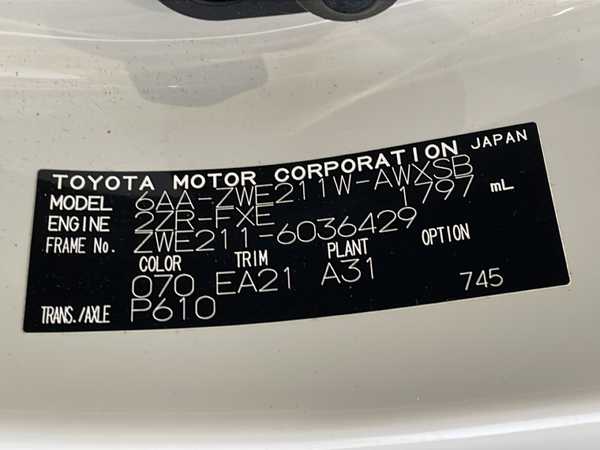 TOYOTA MOTOR CORPORATION JAPAN
MODEL 6AA-ZWE211W-AWXSB
ENGINE 2ZR-FXE 1797 mL
FRAME No. ZWE211-6036429
COLOR TRIM PLANT OPTION
070 EA21 A31
TRANS./AXLE P610 745